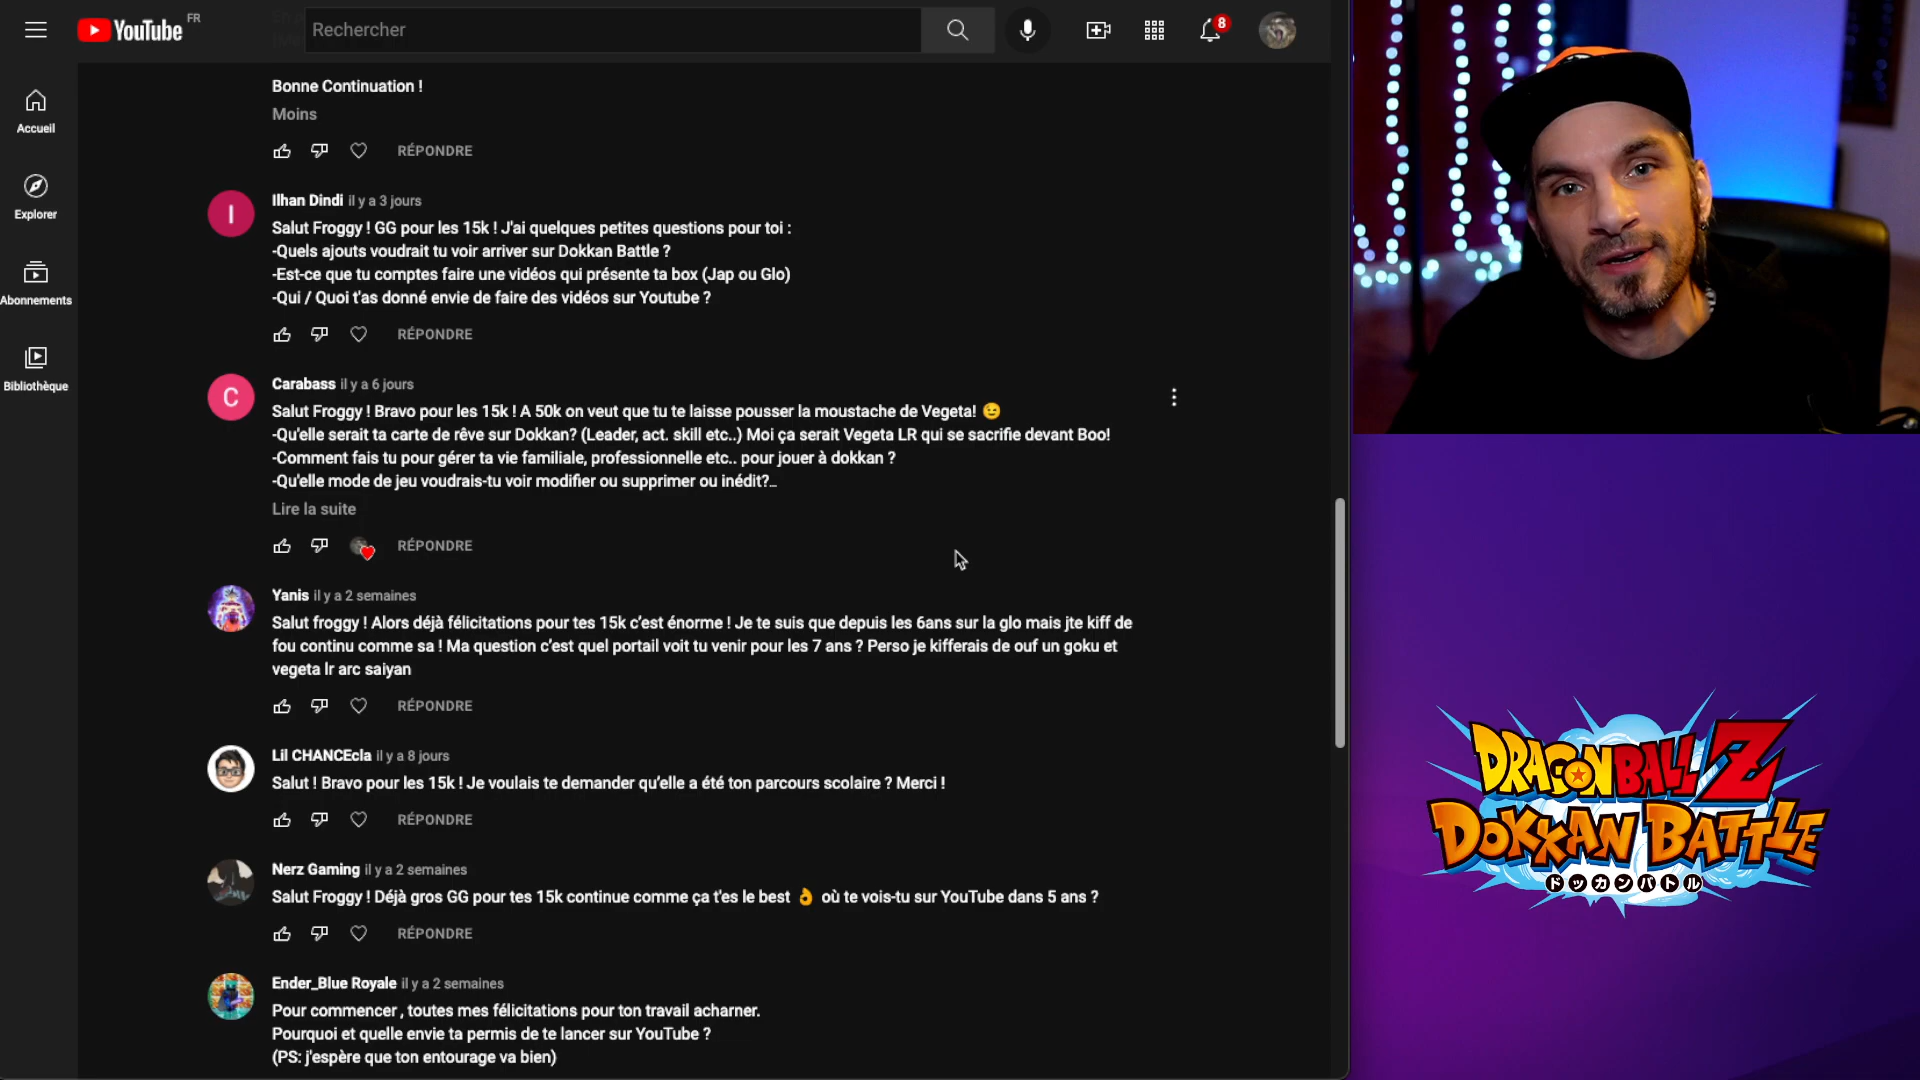 YouTube FR
Rechercher
8
Accueil
Explorer
Abonnements
Bibliothèque
Bonne Continuation !
Moins
RÉPONDRE
I
Ilhan Dindi il y a 3 jours
Salut Froggy ! GG pour les 15k ! J'ai quelques petites questions pour toi :
-Quels ajouts voudrait tu voir arriver sur Dokkan Battle ?
-Est-ce que tu comptes faire une vidéos qui présente ta box (Jap ou Glo)
-Qui / Quoi t'as donné envie de faire des vidéos sur Youtube ?
RÉPONDRE
C
Carabass il y a 6 jours
Salut Froggy ! Bravo pour les 15k ! A 50k on veut que tu te laisse pousser la moustache de Vegeta! 😉
-Qu'elle serait ta carte de rêve sur Dokkan? (Leader, act. skill etc..) Moi ça serait Vegeta LR qui se sacrifie devant Boo!
-Comment fais tu pour gérer ta vie familiale, professionnelle etc.. pour jouer à dokkan ?
-Qu'elle mode de jeu voudrais-tu voir modifier ou supprimer ou inédit?...
Lire la suite
RÉPONDRE
Yanis il y a 2 semaines
Salut froggy ! Alors déjà félicitations pour tes 15k c’est énorme ! Je te suis que depuis les 6ans sur la glo mais jte kiff de
fou continu comme sa ! Ma question c’est quel portail voit tu venir pour les 7 ans ? Perso je kifferais de ouf un goku et
vegeta lr arc saiyan
RÉPONDRE
Lil CHANCEcla il y a 8 jours
Salut ! Bravo pour les 15k ! Je voulais te demander qu’elle a été ton parcours scolaire ? Merci !
RÉPONDRE
Nerz Gaming il y a 2 semaines
Salut Froggy ! Déjà gros GG pour tes 15k continue comme ça t'es le best 👌 où te vois-tu sur YouTube dans 5 ans ?
RÉPONDRE
Ender_Blue Royale il y a 2 semaines
Pour commencer , toutes mes félicitations pour ton travail acharner.
Pourquoi et quelle envie ta permis de te lancer sur YouTube ?
(PS: j'espère que ton entourage va bien)
DRAGON BALL Z
DOKKAN BATTLE
ドッカンバトル